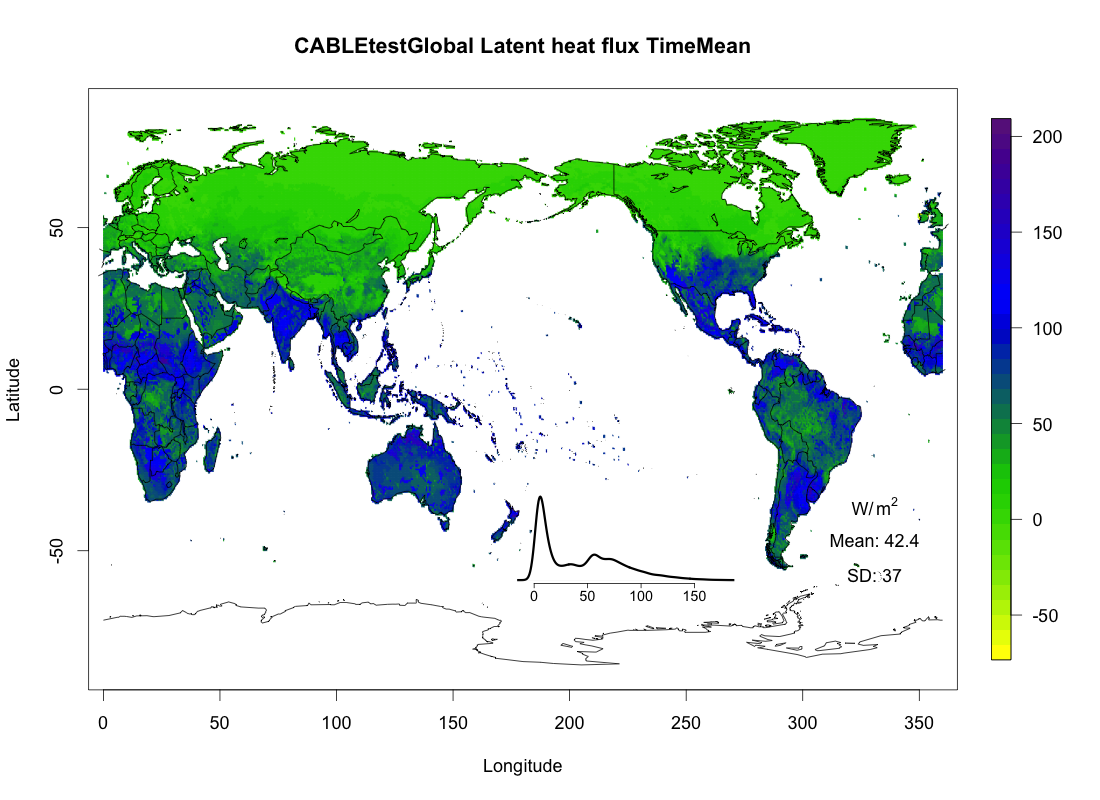 CABLEtestGlobal Latent heat flux TimeMean
Latitude
50
0
-50
W/m²
Mean: 42.4
SD: 37
0 50 100 150
0 50 100 150 200 250 300 350
Longitude
200
150
100
50
0
-50